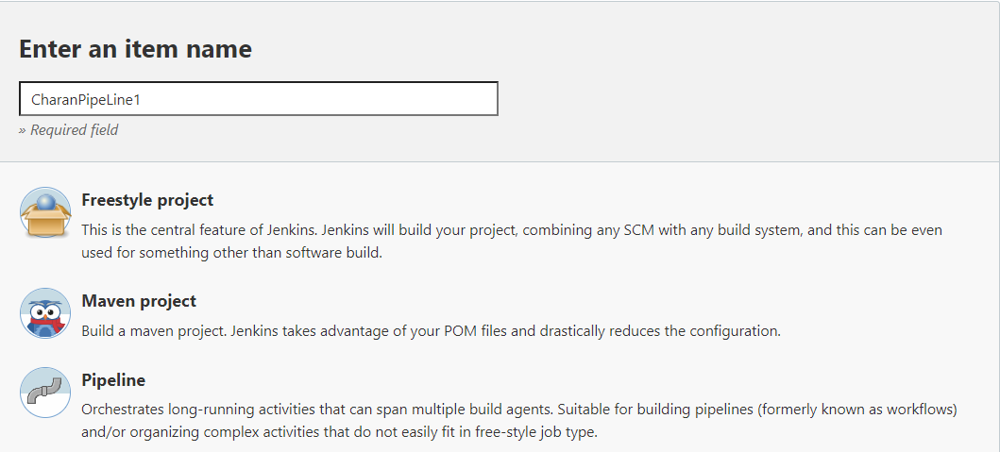 Enter an item name
CharanPipeLine1
» Required field
Freestyle project
This is the central feature of Jenkins. Jenkins will build your project, combining any SCM with any build system, and this can be even
used for something other than software build.
Maven project
Build a maven project. Jenkins takes advantage of your POM files and drastically reduces the configuration.
Pipeline
Orchestrates long-running activities that can span multiple build agents. Suitable for building pipelines (formerly known as workflows)
and/or organizing complex activities that do not easily fit in free-style job type.